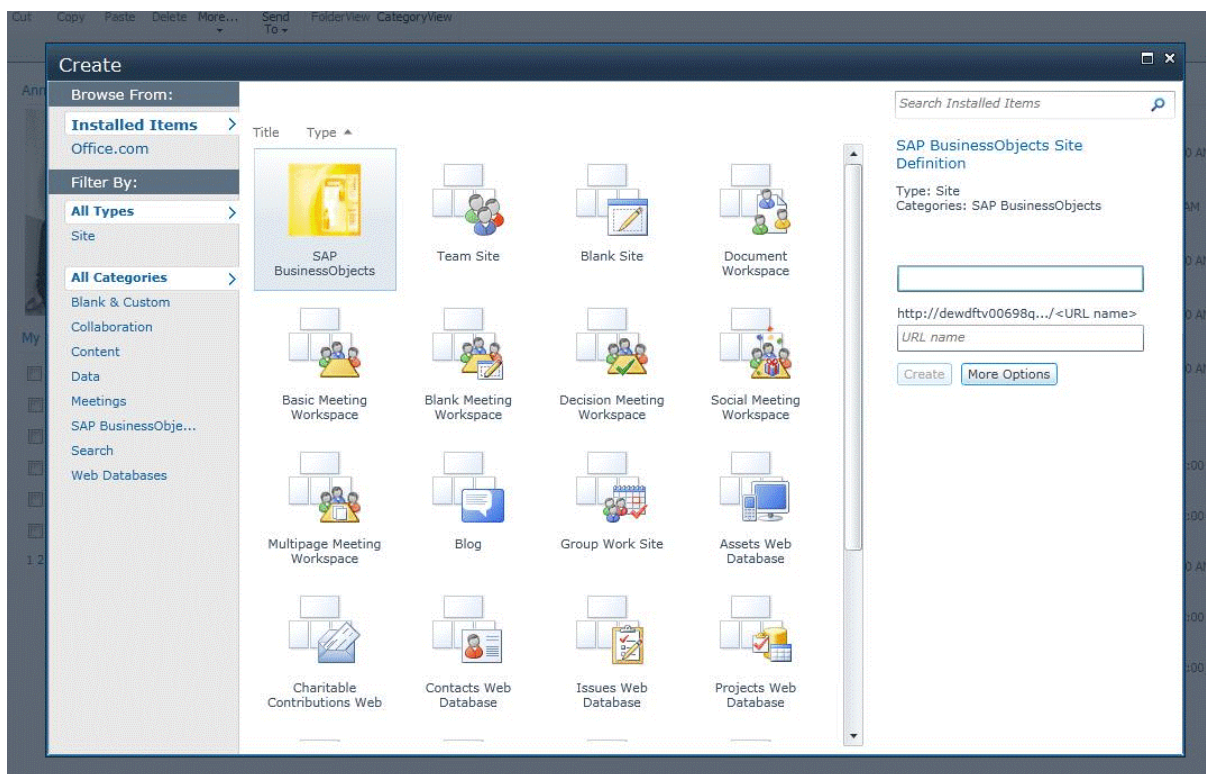 Cut Copy Paste Delete More... Send To FolderView CategoryView
Create
Browse From:
Installed Items
Office.com
Filter By:
All Types
Site
All Categories
Blank & Custom
Collaboration
Content
Data
Meetings
SAP BusinessObje...
Search
Web Databases
Title Type
SAP
BusinessObjects
Team Site
Blank Site
Document
Workspace
Basic Meeting
Workspace
Blank Meeting
Workspace
Decision Meeting
Workspace
Social Meeting
Workspace
Multipage Meeting
Workspace
Blog
Group Work Site
Assets Web
Database
Charitable
Contributions Web
Contacts Web
Database
Issues Web
Database
Projects Web
Database
Search Installed Items
SAP BusinessObjects Site
Definition
Type: Site
Categories: SAP BusinessObjects
http://dewdftv00698q.../<URL name>
URL name
Create More Options
My
1 2